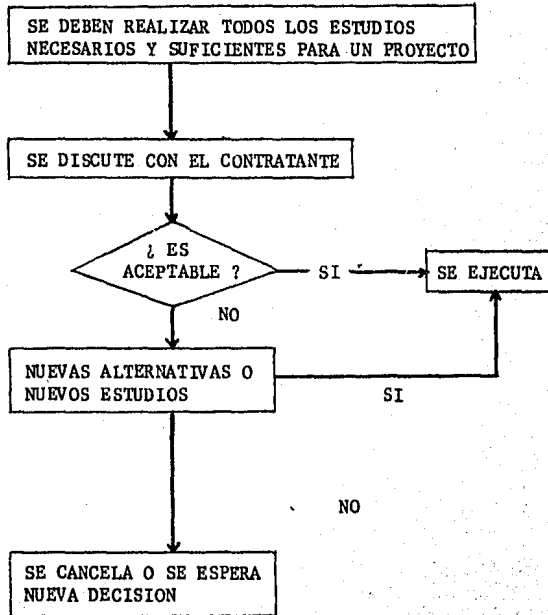 SE DEBEN REALIZAR TODOS LOS ESTUDIOS
NECESARIOS Y SUFICIENTES PARA UN PROYECTO
SE DISCUTE CON EL CONTRATANTE
¿ ES
ACEPTABLE ?
SI
SE EJECUTA
NO
NUEVAS ALTERNATIVAS O
NUEVOS ESTUDIOS
SI
NO
SE CANCELA O SE ESPERA
NUEVA DECISION